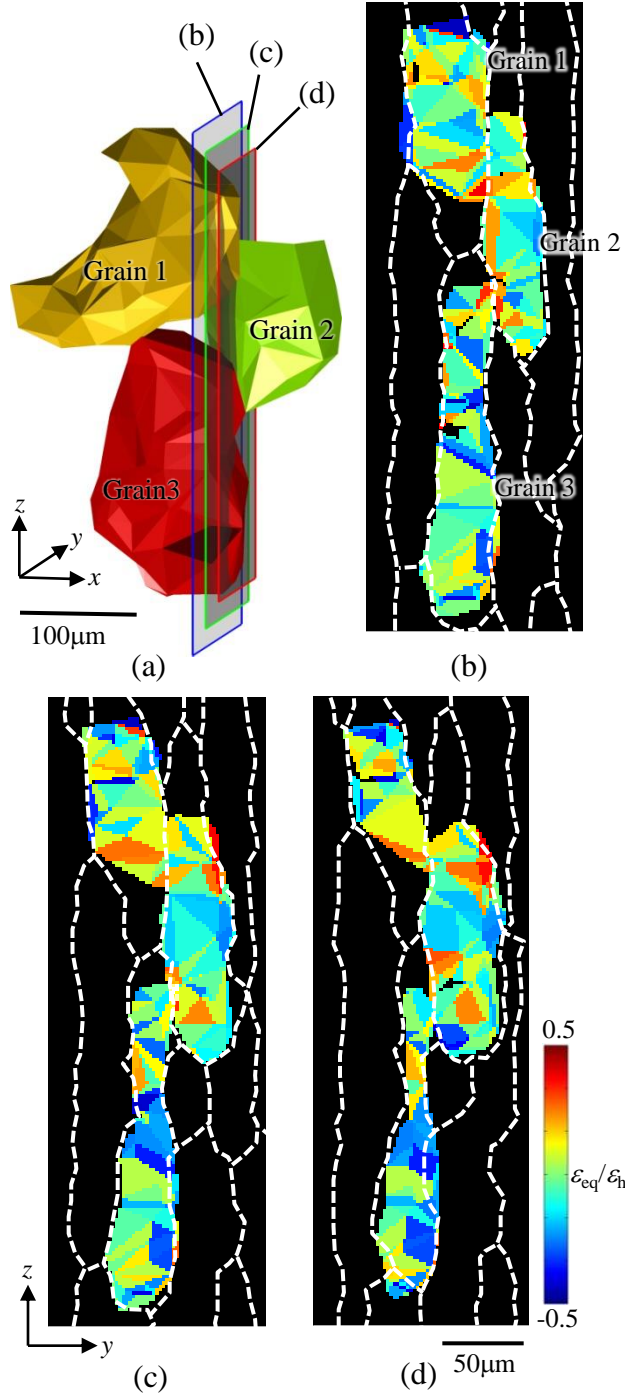 (b)
(c)
(d)
Grain 1
Grain 2
Grain3
z
y
x
100μm
(a)
Grain 1
Grain 2
Grain 3
(b)
z
y
(c)
0.5
εeq/εh
-0.5
50μm
(d)